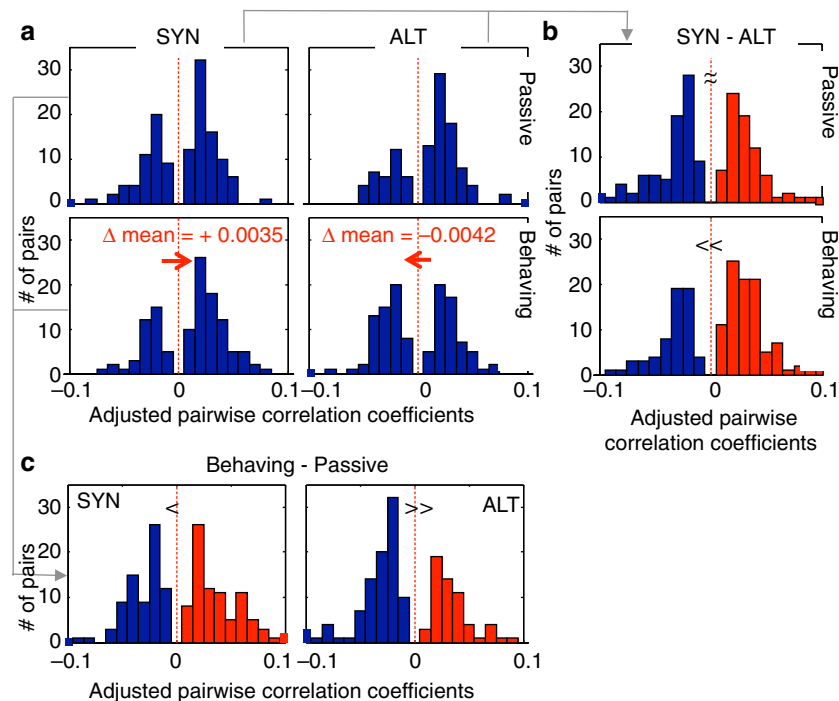 a
SYN
ALT
b
SYN - ALT
30
20
10
0
Passive
≈
30
20
10
0
Passive
# of pairs
30
20
10
0
Δ mean = + 0.0035
Δ mean = –0.0042
Behaving
# of pairs
<<
30
20
10
0
Behaving
–0.1
0
0.1
–0.1
0
0.1
–0.1
0
0.1
Adjusted pairwise correlation coefficients
Adjusted pairwise
correlation coefficients
c
Behaving - Passive
# of pairs
30
20
10
0
SYN
<
>>
ALT
–0.1
0
0.1
–0.1
0
0.1
Adjusted pairwise correlation coefficients